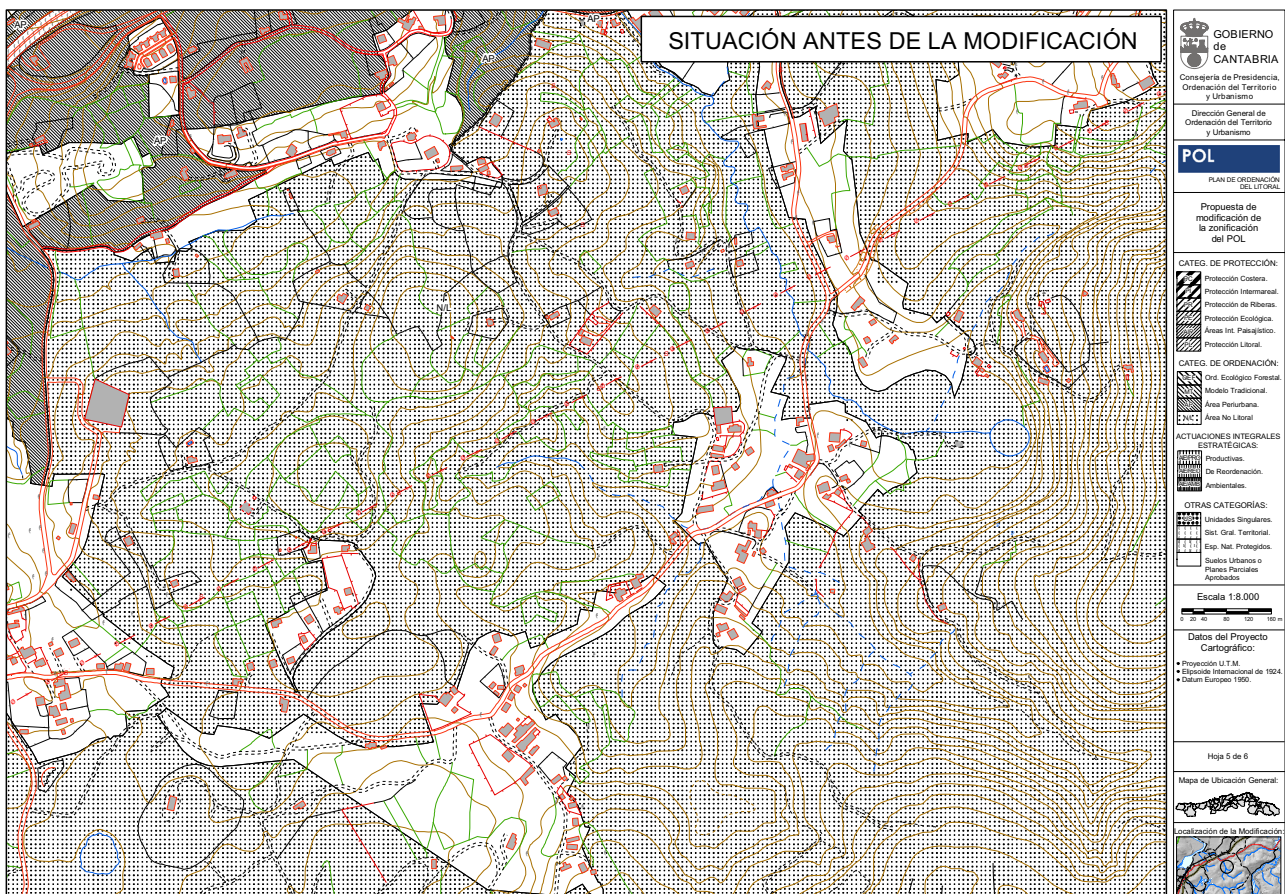 SITUACIÓN ANTES DE LA MODIFICACIÓN
AP
AP
AP
AP
AP
N/L
GOBIERNO
de
CANTABRIA
Consejería de Presidencia,
Ordenación del Territorio
y Urbanismo
Dirección General de
Ordenación del Territorio
y Urbanismo
POL
PLAN DE ORDENACIÓN
DEL LITORAL
Propuesta de
modificación de
la zonificación
del POL
CATEG. DE PROTECCIÓN:
Protección Costera.
Protección Intermareal.
Protección de Riberas.
Protección Ecológica.
Áreas Int. Paisajístico.
Protección Litoral.
CATEG. DE ORDENACIÓN:
Ord. Ecológico Forestal.
Modelo Tradicional.
Área Periurbana.
Área No Litoral
ACTUACIONES INTEGRALES
ESTRATÉGICAS:
Productivas.
De Reordenación.
Ambientales.
OTRAS CATEGORÍAS:
Unidades Singulares.
Sist. Gral. Territorial.
Esp. Nat. Protegidos.
Suelos Urbanos o
Planes Parciales
Aprobados
Escala 1:8.000
0 20 40 80 120 160 m
Datos del Proyecto
Cartográfico:
• Proyección U.T.M.
• Elipsoide Internacional de 1924.
• Datum Europeo 1950.
Hoja 5 de 6
Mapa de Ubicación General:
Localización de la Modificación: